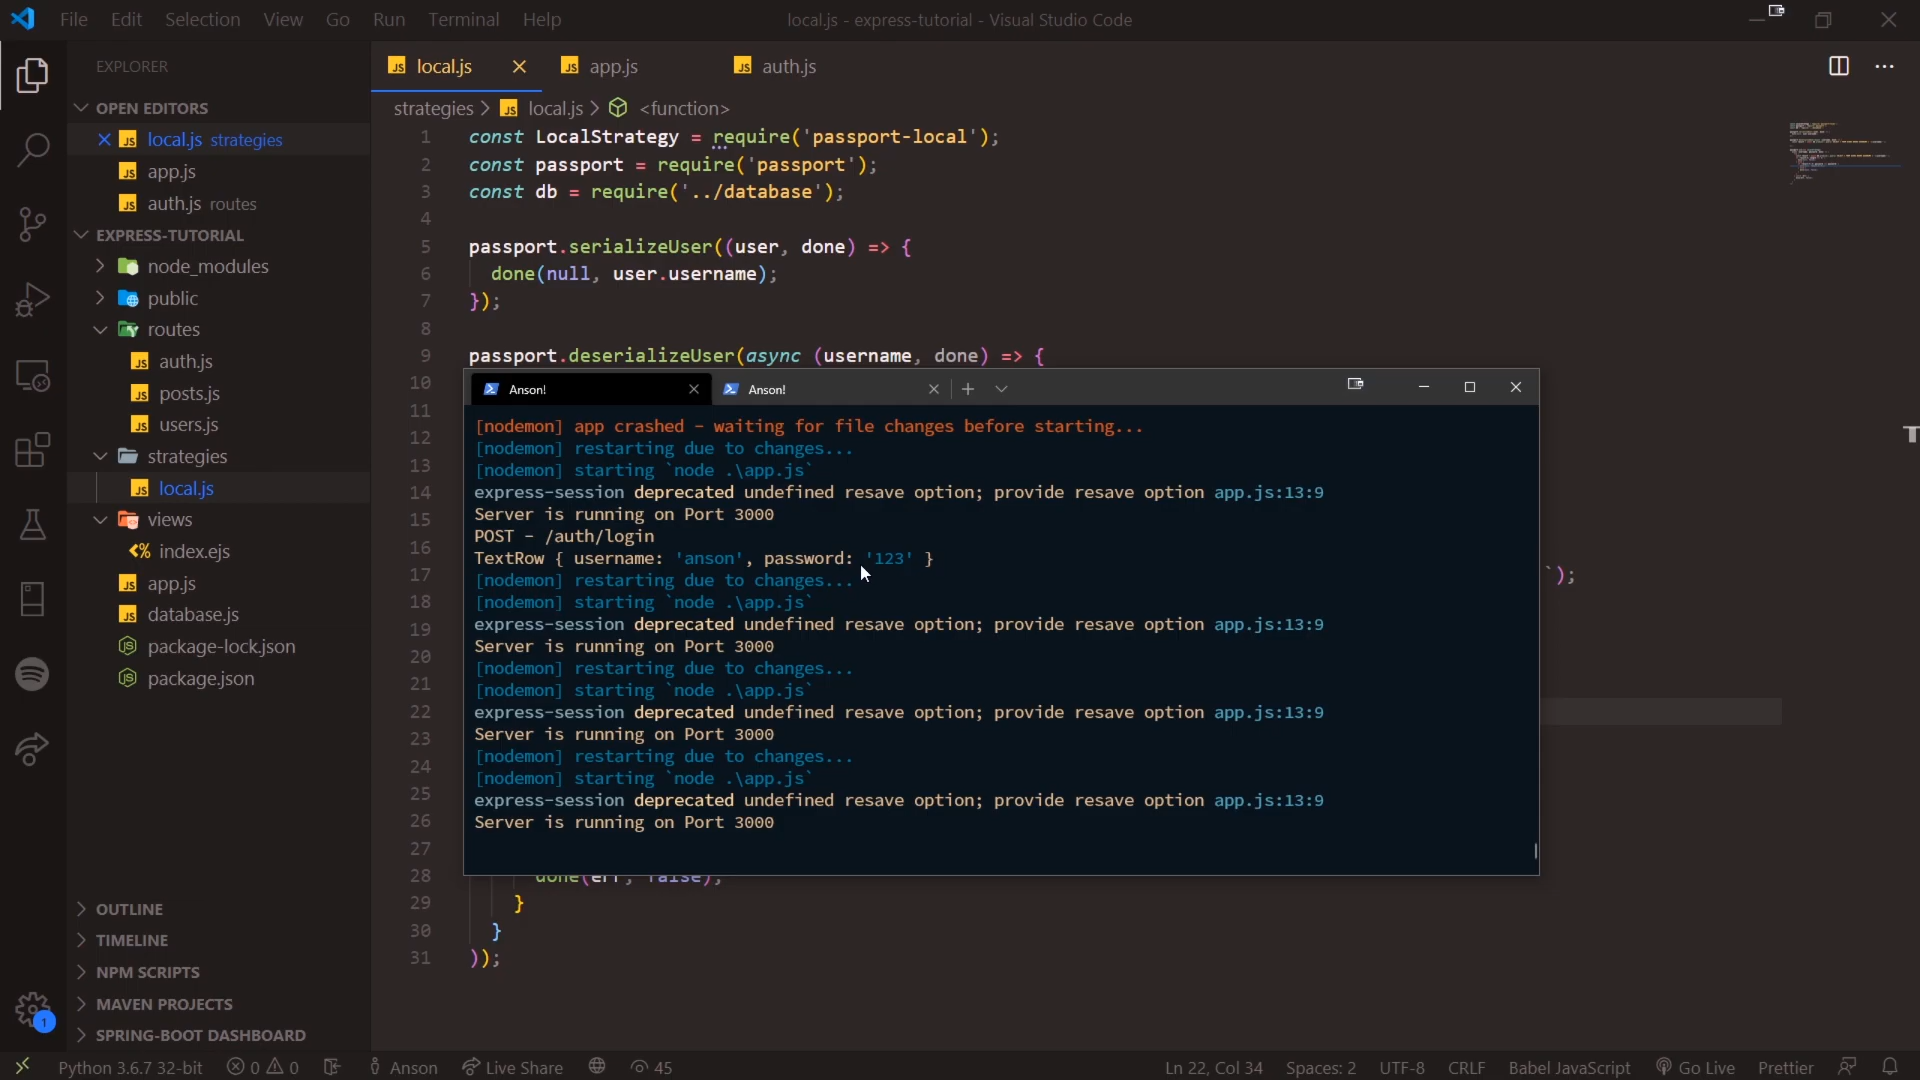 File Edit Selection View Go Run Terminal Help
local.js - express-tutorial - Visual Studio Code
EXPLORER
OPEN EDITORS
local.js strategies
app.js
auth.js routes
EXPRESS-TUTORIAL
node_modules
public
routes
auth.js
posts.js
users.js
strategies
local.js
views
index.ejs
app.js
database.js
package-lock.json
package.json
OUTLINE
TIMELINE
NPM SCRIPTS
MAVEN PROJECTS
SPRING-BOOT DASHBOARD
1
local.js
app.js
auth.js
strategies > local.js > <function>
1 const LocalStrategy = require('passport-local');
2 const passport = require('passport');
3 const db = require('../database');
4
5 passport.serializeUser((user, done) => {
6 done(null, user.username);
7 });
8
9 passport.deserializeUser(async (username, done) => {
10
11
12
13
14
15
16
17 `);
18
19
20
21
22
23
24
25
26
27
28 done(err, false);
29 }
30 }
31 ));
Anson!
Anson!
[nodemon] app crashed - waiting for file changes before starting...
[nodemon] restarting due to changes...
[nodemon] starting `node .\app.js`
express-session deprecated undefined resave option; provide resave option app.js:13:9
Server is running on Port 3000
POST - /auth/login
TextRow { username: 'anson', password: '123' }
[nodemon] restarting due to changes...
[nodemon] starting `node .\app.js`
express-session deprecated undefined resave option; provide resave option app.js:13:9
Server is running on Port 3000
[nodemon] restarting due to changes...
[nodemon] starting `node .\app.js`
express-session deprecated undefined resave option; provide resave option app.js:13:9
Server is running on Port 3000
[nodemon] restarting due to changes...
[nodemon] starting `node .\app.js`
express-session deprecated undefined resave option; provide resave option app.js:13:9
Server is running on Port 3000
Python 3.6.7 32-bit 0 0 Anson Live Share 45 Ln 22, Col 34 Spaces: 2 UTF-8 CRLF Babel JavaScript Go Live Prettier